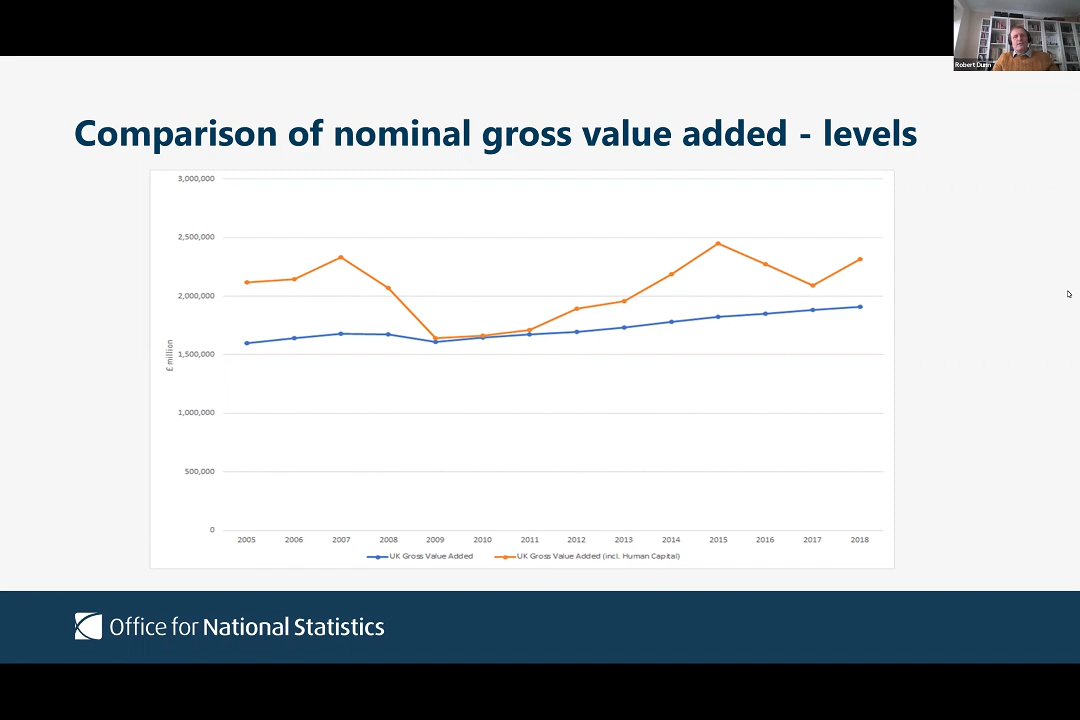 Robert Dunn
Comparison of nominal gross value added - levels
3,000,000
2,500,000
2,000,000
1,500,000
1,000,000
500,000
0
£ million
2005 2006 2007 2008 2009 2010 2011 2012 2013 2014 2015 2016 2017 2018
UK Gross Value Added UK Gross Value Added (incl. Human Capital)
Office for National Statistics